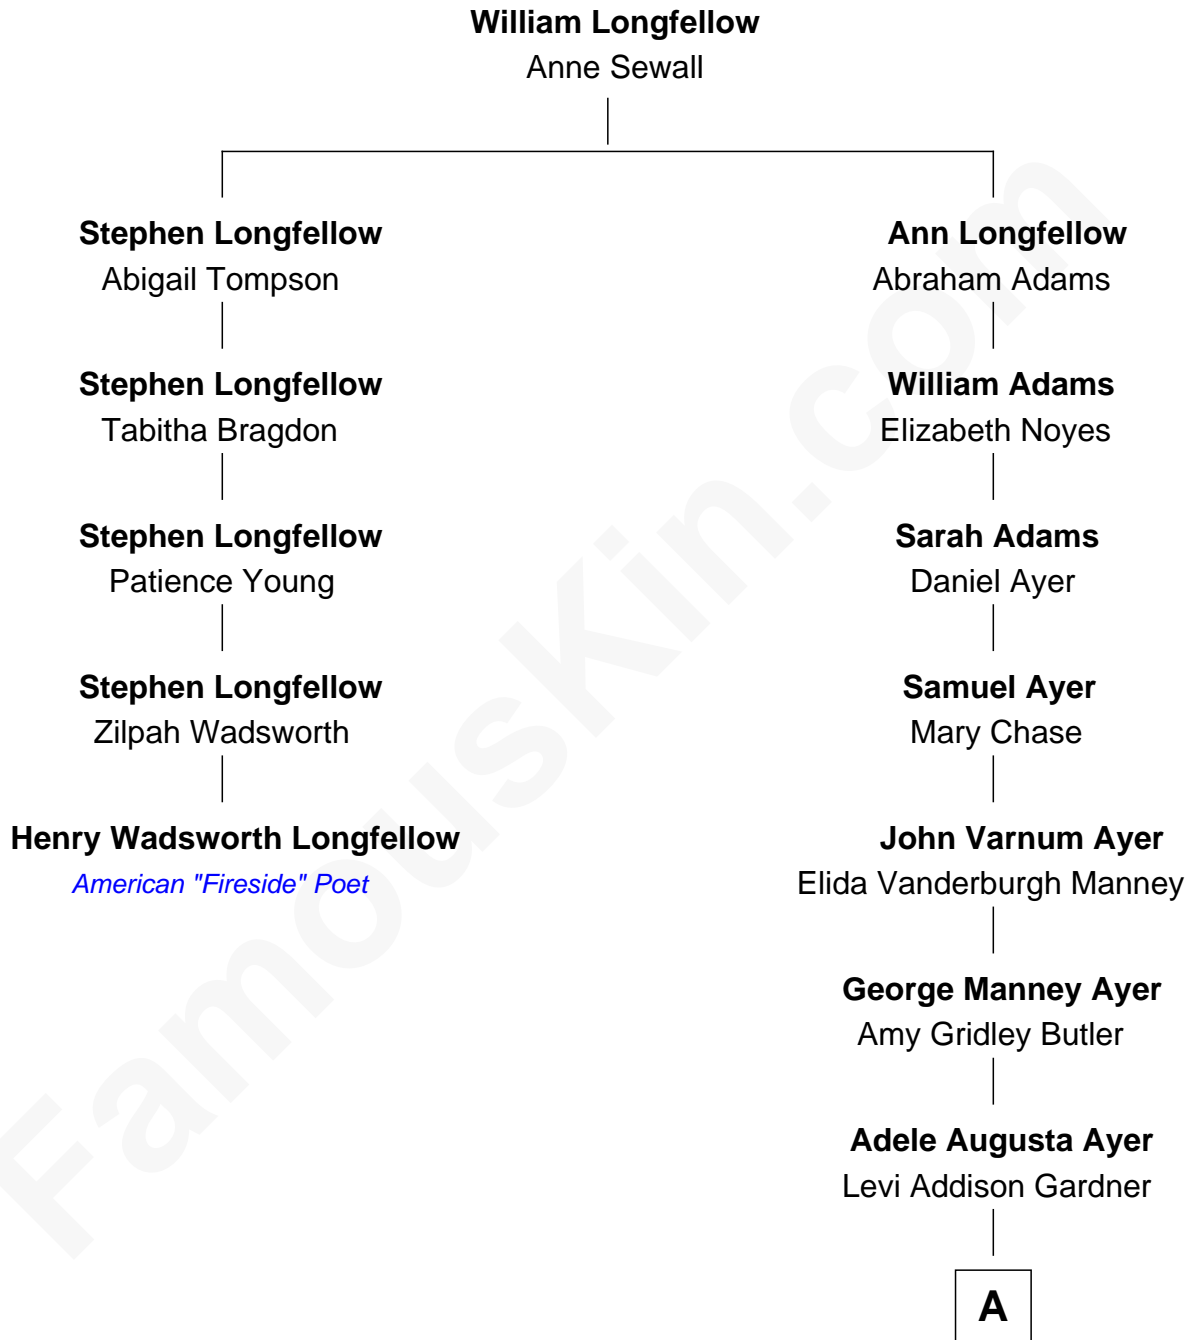 William Longfellow
Anne Sewall
Stephen Longfellow
Abigail Tompson
Ann Longfellow
Abraham Adams
Stephen Longfellow
Tabitha Bragdon
William Adams
Elizabeth Noyes
Stephen Longfellow
Patience Young
Sarah Adams
Daniel Ayer
Stephen Longfellow
Zilpah Wadsworth
Samuel Ayer
Mary Chase
Henry Wadsworth Longfellow
American "Fireside" Poet
John Varnum Ayer
Elida Vanderburgh Manney
George Manney Ayer
Amy Gridley Butler
Adele Augusta Ayer
Levi Addison Gardner
A
FamousKin.com